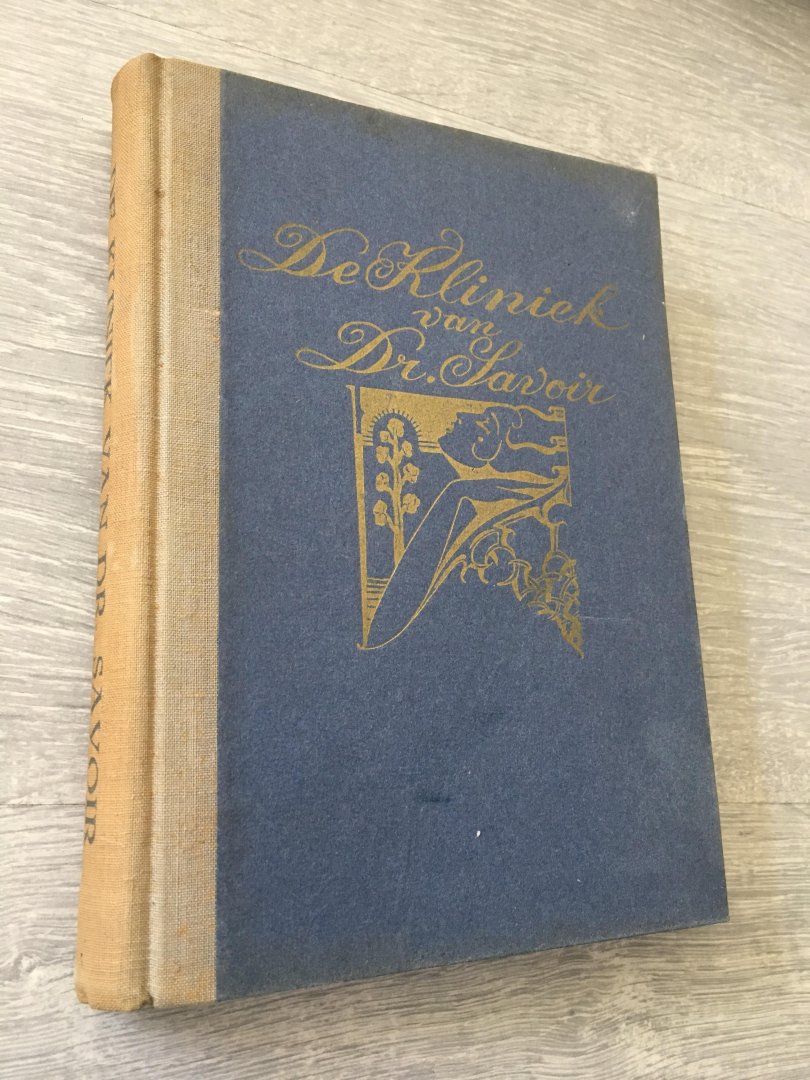 De Kliniek
van
Dr. Savoir
DE KLINIEK VAN DR SAVOIR